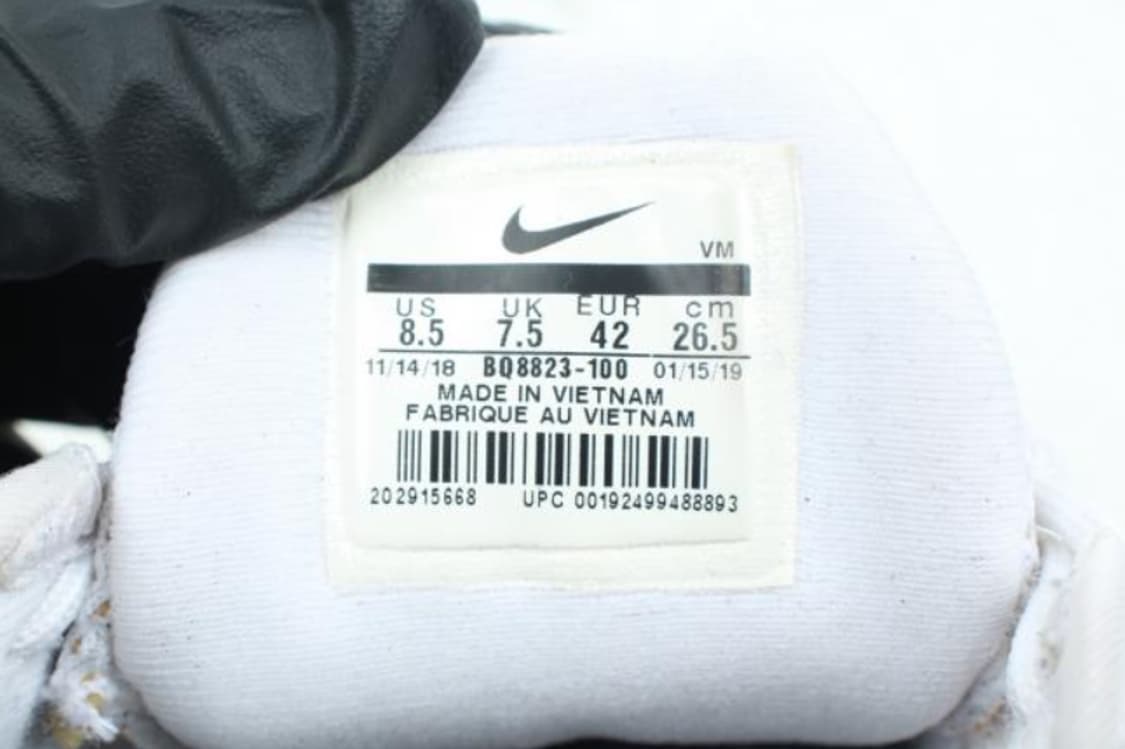 VM
US UK EUR cm
8.5 7.5 42 26.5
11/14/18 BQ8823-100 01/15/19
MADE IN VIETNAM
FABRIQUE AU VIETNAM
202915668 UPC 00192499488893